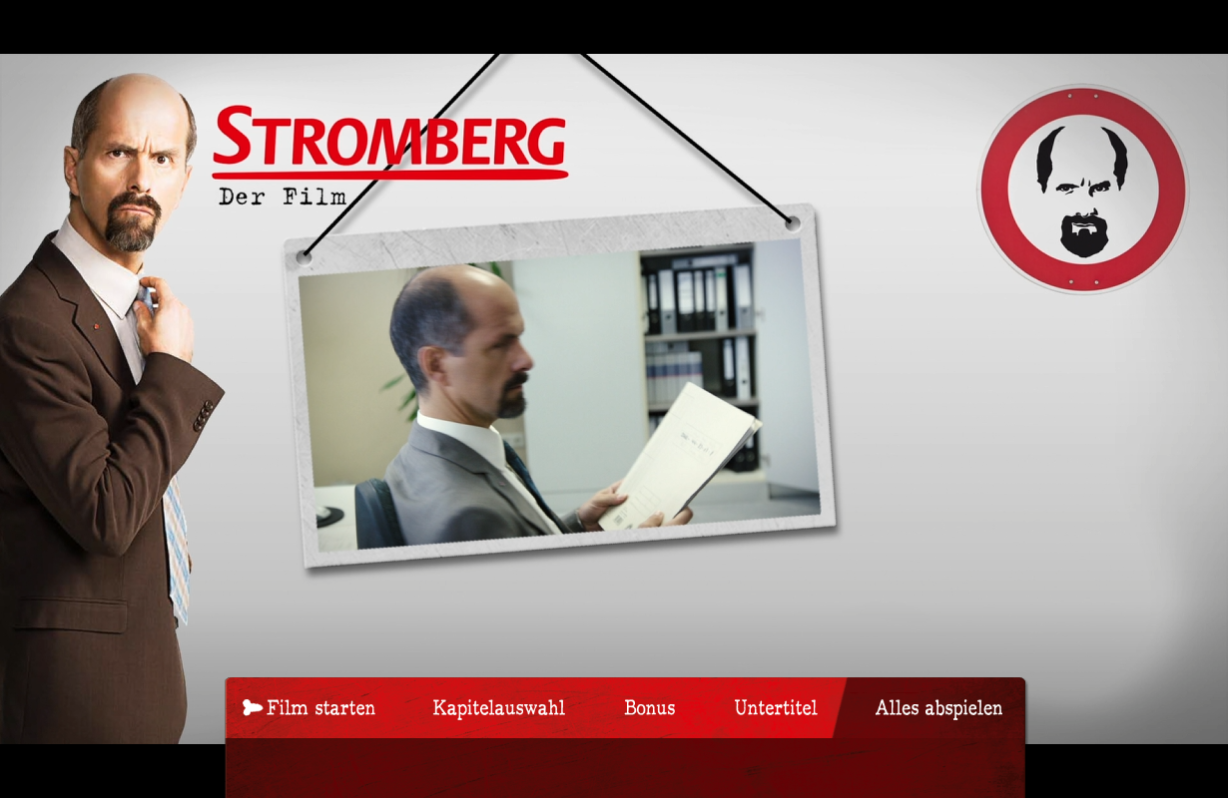 STROMBERG
Der Film
Film starten
Kapitelauswahl
Bonus
Untertitel
Alles abspielen